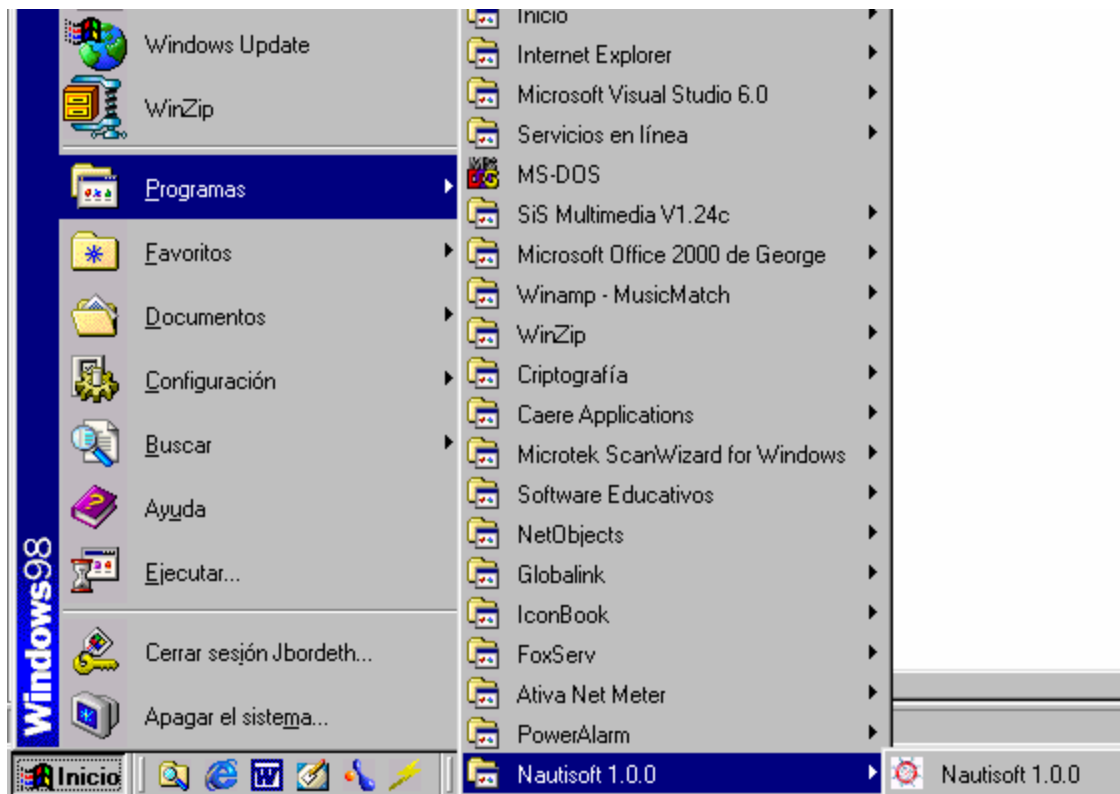 Windows Update
WinZip
Programas
Favoritos
Documentos
Configuración
Buscar
Ayuda
Ejecutar...
Cerrar sesión Jbordeth...
Apagar el sistema...
Windows98
Inicio
Inicio
Internet Explorer
Microsoft Visual Studio 6.0
Servicios en línea
MS-DOS
SiS Multimedia V1.24c
Microsoft Office 2000 de George
Winamp - MusicMatch
WinZip
Criptografía
Caere Applications
Microtek ScanWizard for Windows
Software Educativos
NetObjects
Globalink
IconBook
FoxServ
Ativa Net Meter
PowerAlarm
Nautisoft 1.0.0
Nautisoft 1.0.0